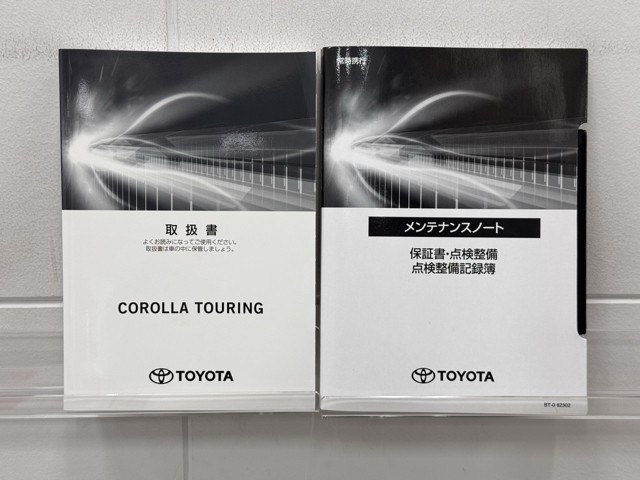 取扱書
よくお読みになってご使用ください。
取扱書は車の中に保管しましょう。
COROLLA TOURING
TOYOTA
常時携行
メンテナンスノート
保証書・点検整備
点検整備記録簿
TOYOTA